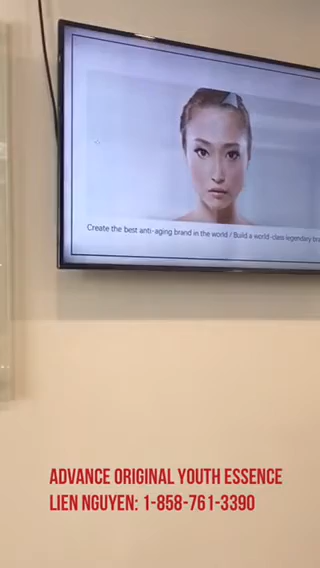 Create the best anti-aging brand in the world / Build a world-class legendary
ADVANCE ORIGINAL YOUTH ESSENCE
LIEN NGUYEN: 1-858-761-3390